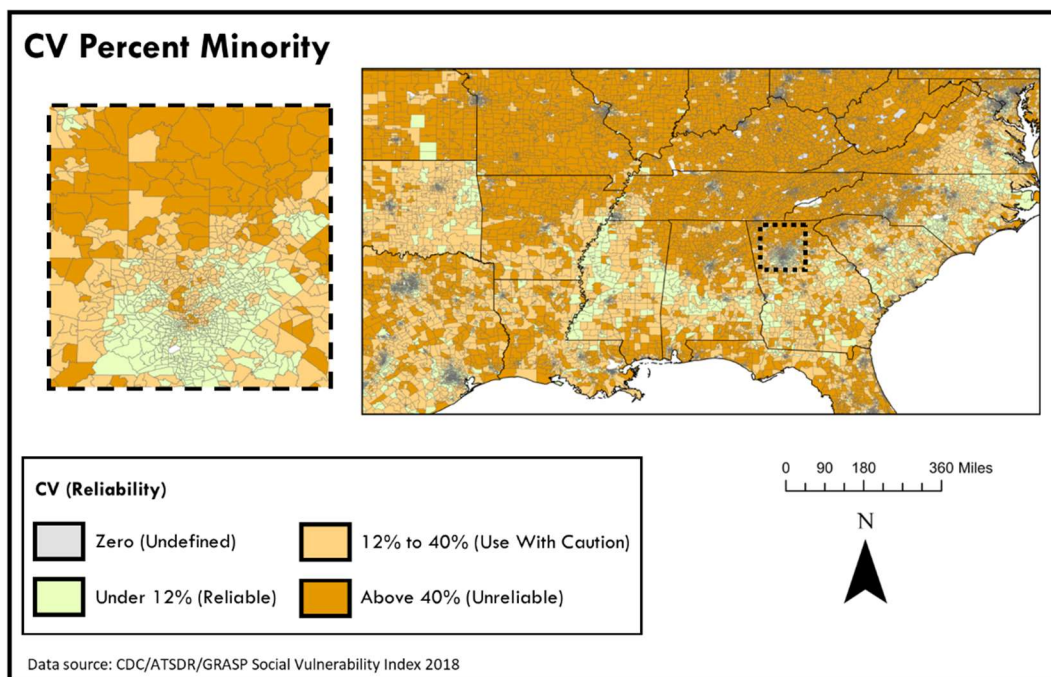 CV Percent Minority
0 90 180 360 Miles
N
CV (Reliability)
Zero (Undefined)
12% to 40% (Use With Caution)
Under 12% (Reliable)
Above 40% (Unreliable)
Data source: CDC/ATSDR/GRASP Social Vulnerability Index 2018